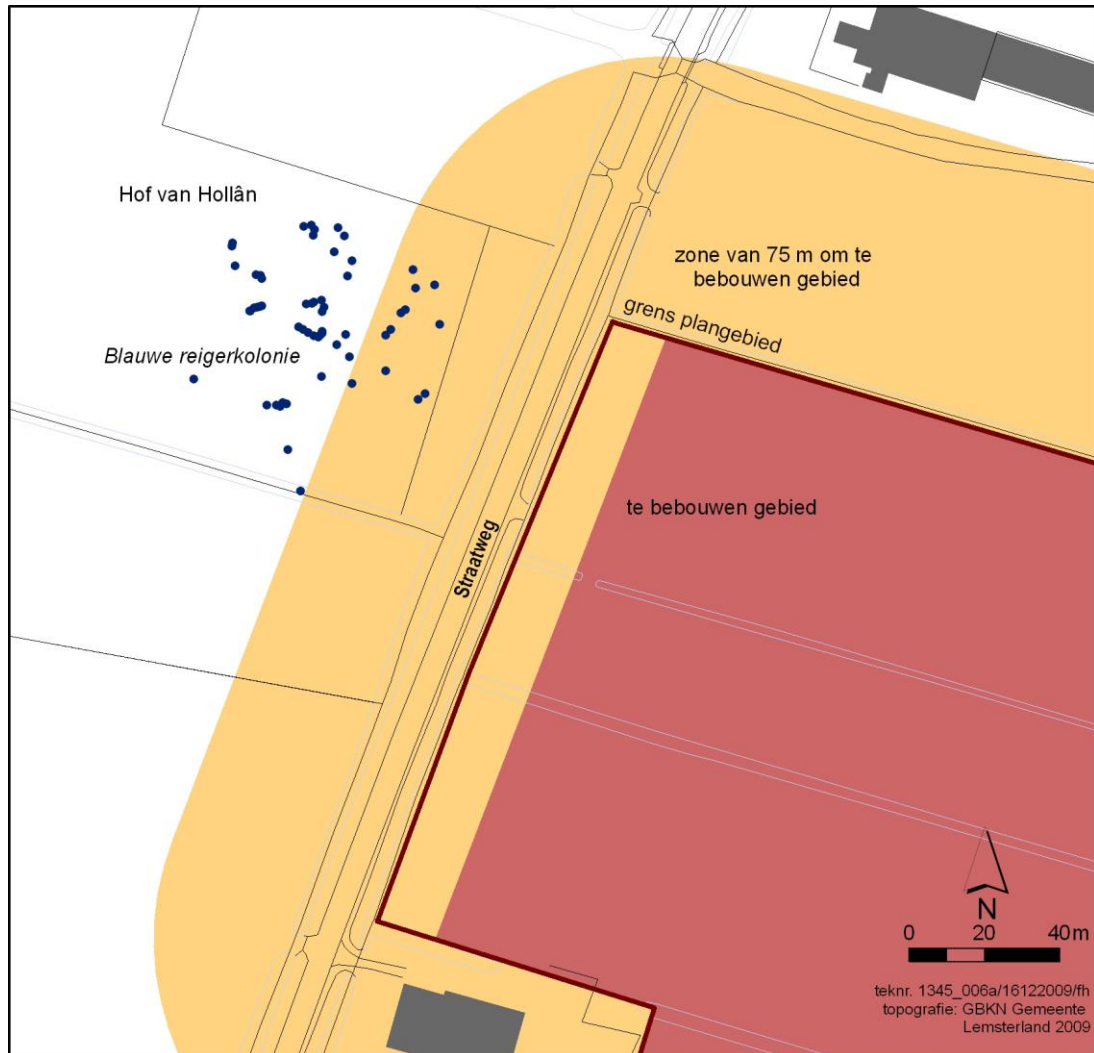 Hof van Hollân
zone van 75 m om te
bebouwen gebied
grens plangebied
Blauwe reigerkolonie
te bebouwen gebied
Straatweg
N
0 20 40m
teknr. 1345_006a/16122009/fh
topografie: GBKN Gemeente
Lemsterland 2009